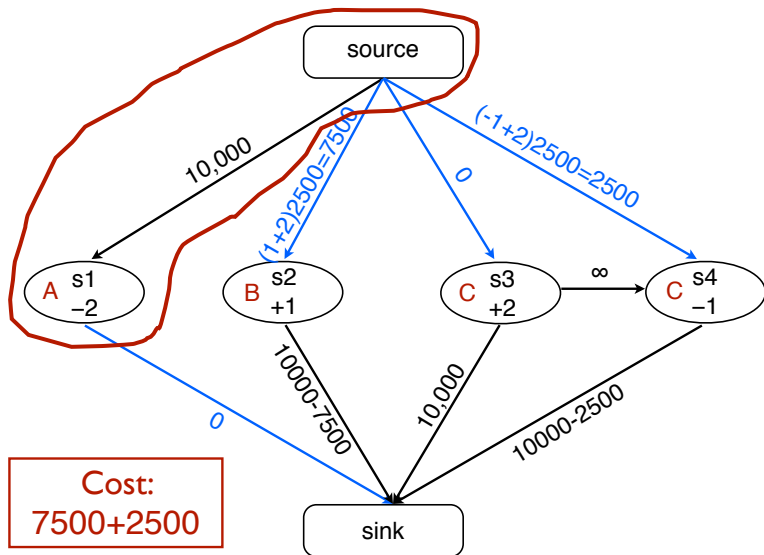 source
10,000
(1+2)2500=7500
0
(-1+2)2500=2500
A
s1
−2
B
s2
+1
C
s3
+2
∞
C
s4
−1
0
10000-7500
10,000
10000-2500
Cost:
7500+2500
sink